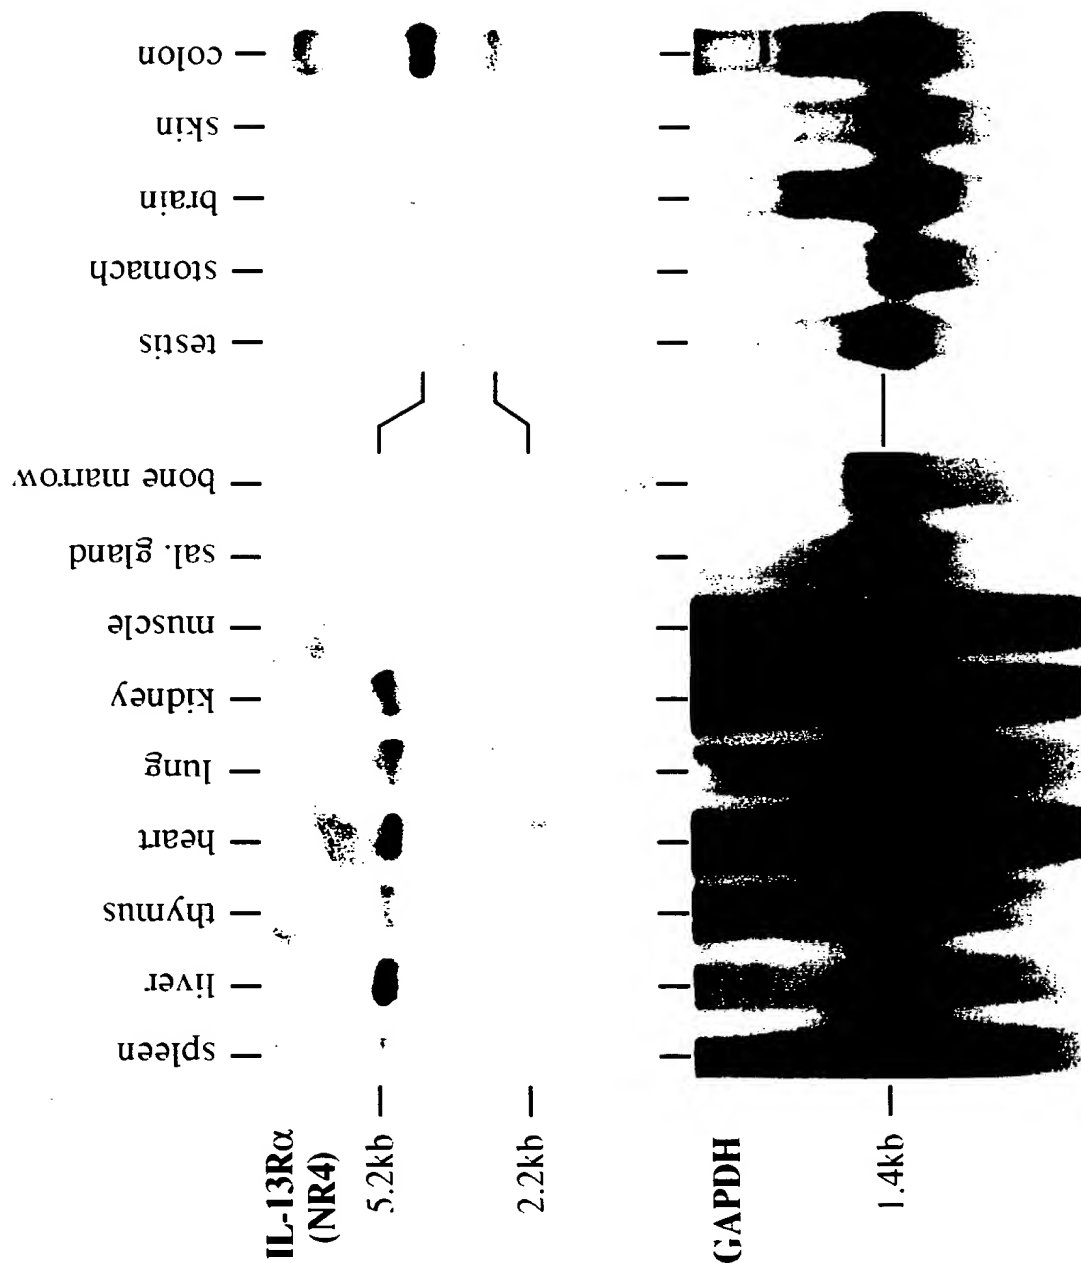 IL-13Rα
(NR4)
5.2kb
2.2kb
GAPDH
1.4kb
spleen
liver
thymus
heart
lung
kidney
muscle
sal. gland
bone marrow
testis
stomach
brain
skin
colon